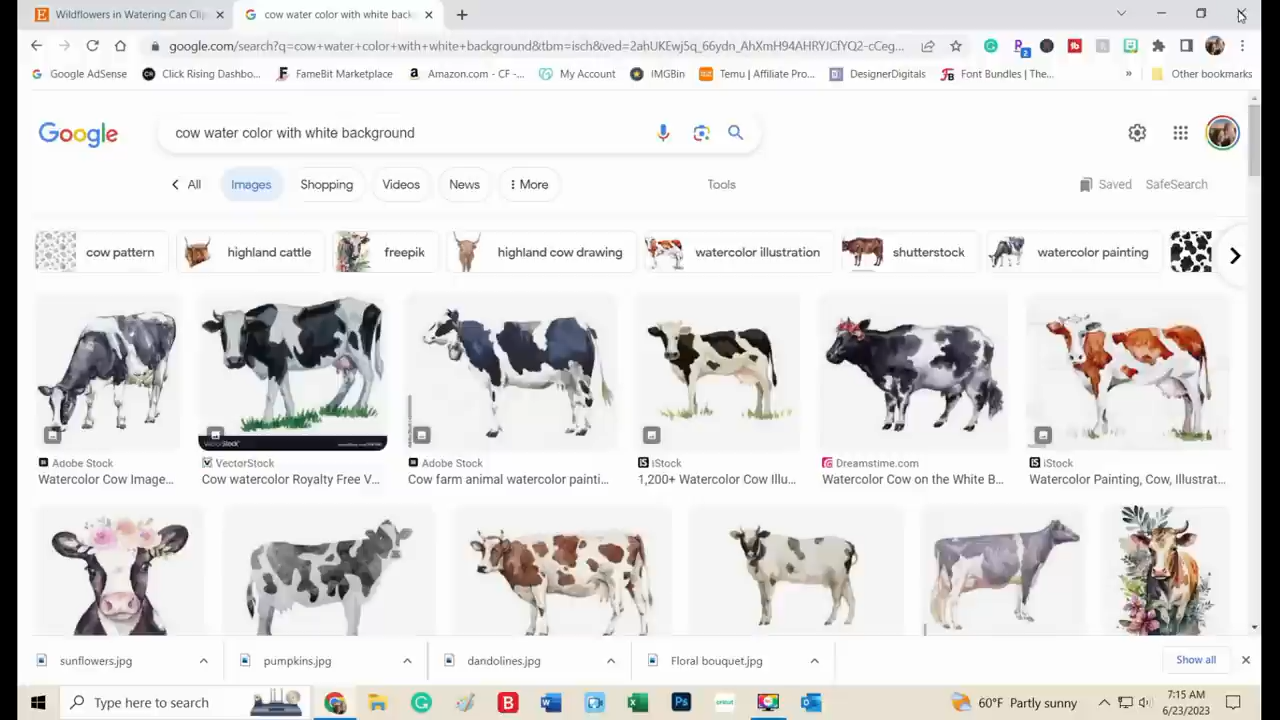 Wildflowers in Watering Can Cli
cow water color with white back
google.com/search?q=cow+water+color+with+white+background&tbm=isch&ved=2ahUKEwj5q_66ydn_AhXmH94AHRYJCfYQ2-cCeg...
Google AdSense
Click Rising Dashbo...
FameBit Marketplace
Amazon.com - CF -...
My Account
IMGBin
Temu | Affiliate Pro...
DesignerDigitals
Font Bundles | The...
»
Other bookmarks
Google
cow water color with white background
All
Images
Shopping
Videos
News
More
Tools
Saved
SafeSearch
cow pattern
highland cattle
freepik
highland cow drawing
watercolor illustration
shutterstock
watercolor painting
VectorStock
Adobe Stock
VectorStock
Adobe Stock
iStock
Dreamstime.com
iStock
Watercolor Cow Image...
Cow watercolor Royalty Free V...
Cow farm animal watercolor painti...
1,200+ Watercolor Cow Illu...
Watercolor Cow on the White B...
Watercolor Painting, Cow, Illustrat...
sunflowers.jpg
pumpkins.jpg
dandolines.jpg
Floral bouquet.jpg
Show all
Type here to search
60°F Partly sunny
7:15 AM
6/23/2023